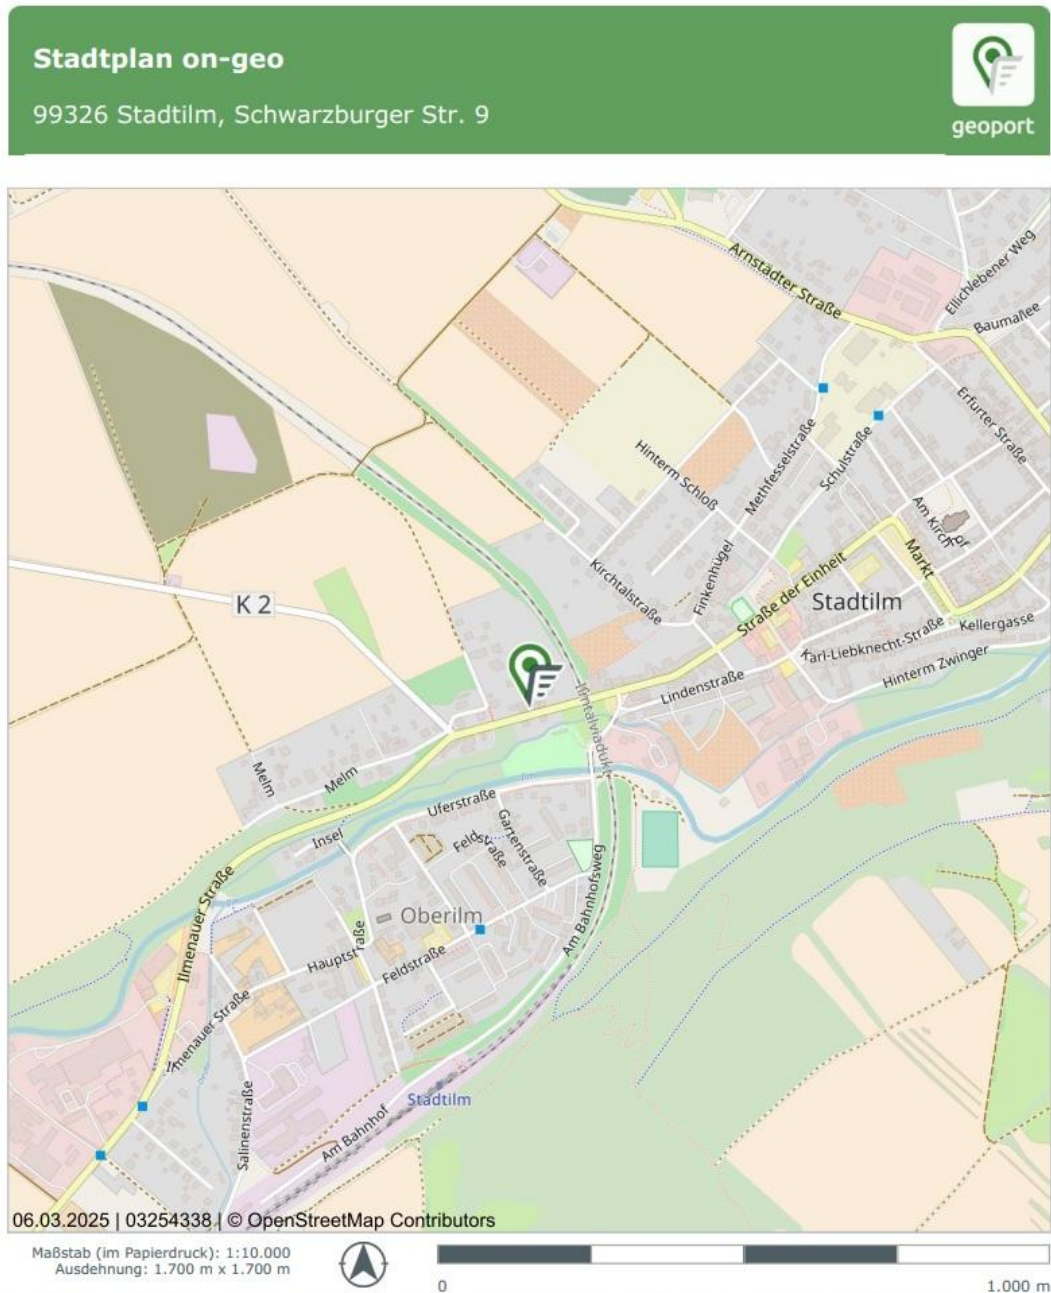 Stadtplan on-geo
99326 Stadtilm, Schwarzburger Str. 9
geoport
Arnstädter Straße
Ellichlebener Weg
Baumallee
Erfurter Straße
Hinterm Schloß
Methfesselstraße
Schulstraße
Am Kirchhof
Markt
Kirchtalstraße
Finkenhügel
Straße der Einheit
Stadtilm
K 2
Karl-Liebknecht-Straße
Kellergasse
Hinterm Zwinger
Lindenstraße
Ilmtalviadukt
Melm
Melm
Ilm
Uferstraße
Insel
Feldstraße
Gartenstraße
Am Bahnhofsweg
Ilmenauer Straße
Oberilm
Hauptstraße
Feldstraße
Ilmenauer Straße
Salinenstraße
Stadtilm
Am Bahnhof
06.03.2025 | 03254338 | © OpenStreetMap Contributors
Maßstab (im Papierdruck): 1:10.000
Ausdehnung: 1.700 m x 1.700 m
0
1.000 m